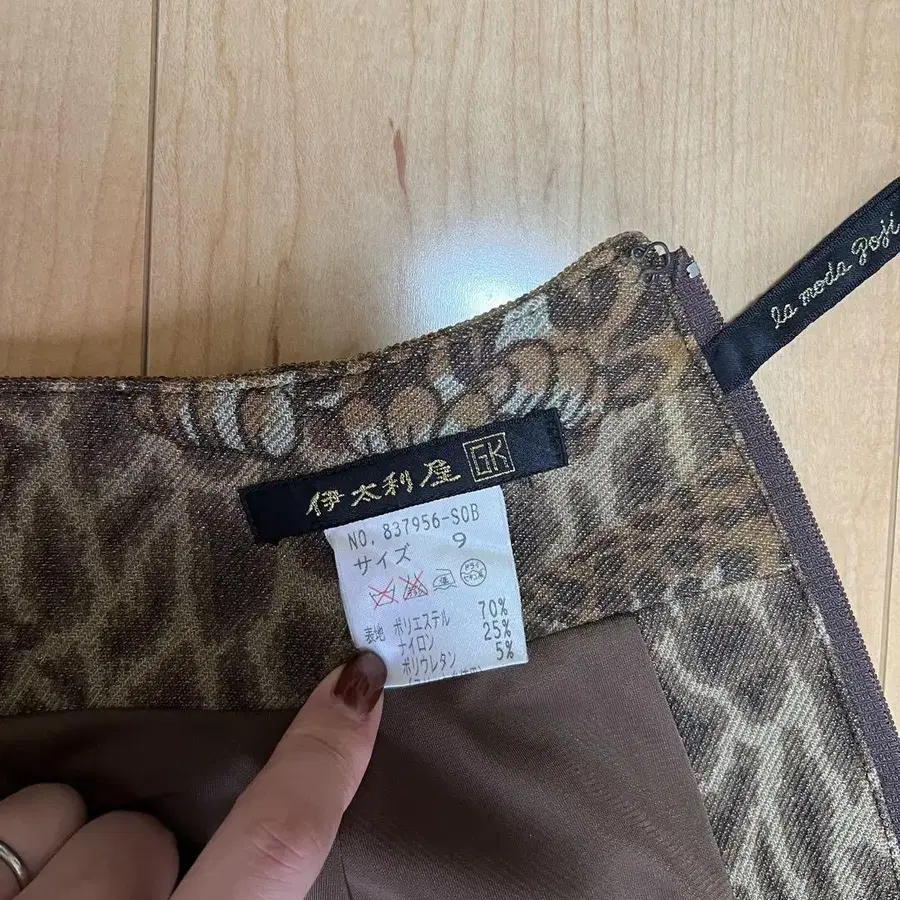 la moda Goji
伊太利屋 GK
NO. 837956-SOB
サイズ 9
表地 ポリエステル 70%
ナイロン 25%
ポリウレタン 5%